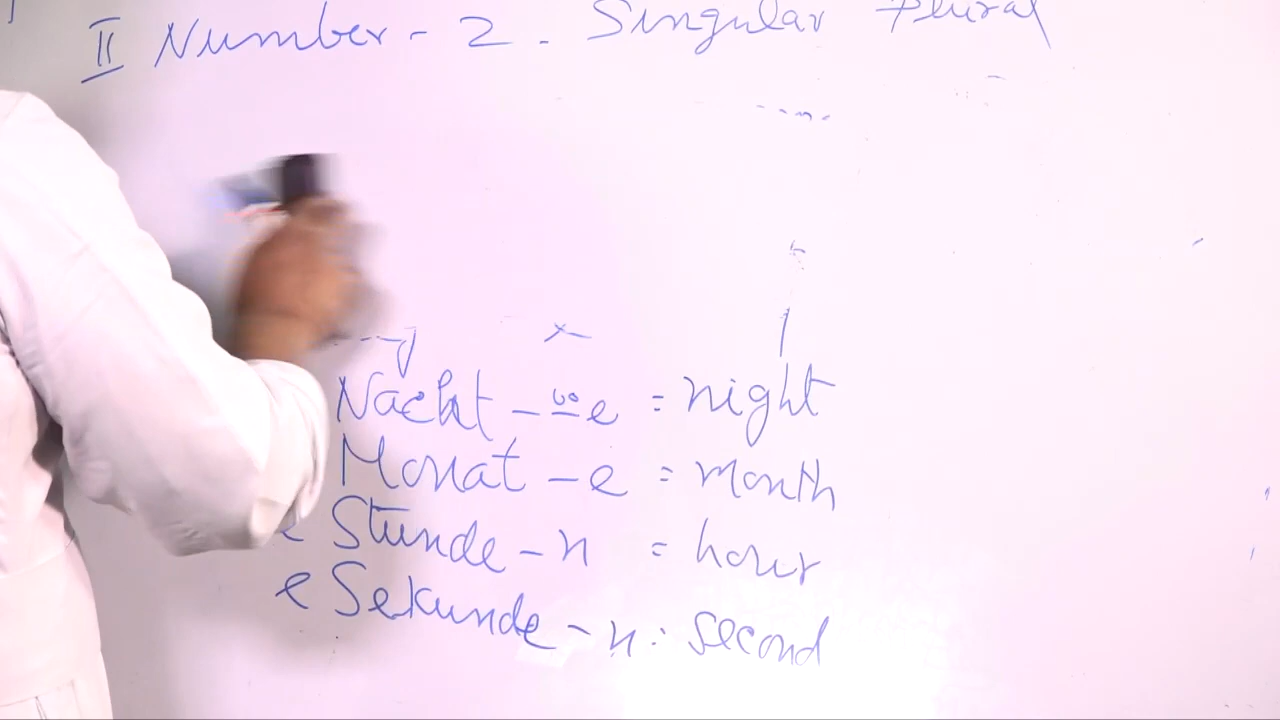 II Number - 2. Singular Plural
Nacht - ⸚e = night
Monat - e = month
e Stunde - n = hour
e Sekunde - n = second